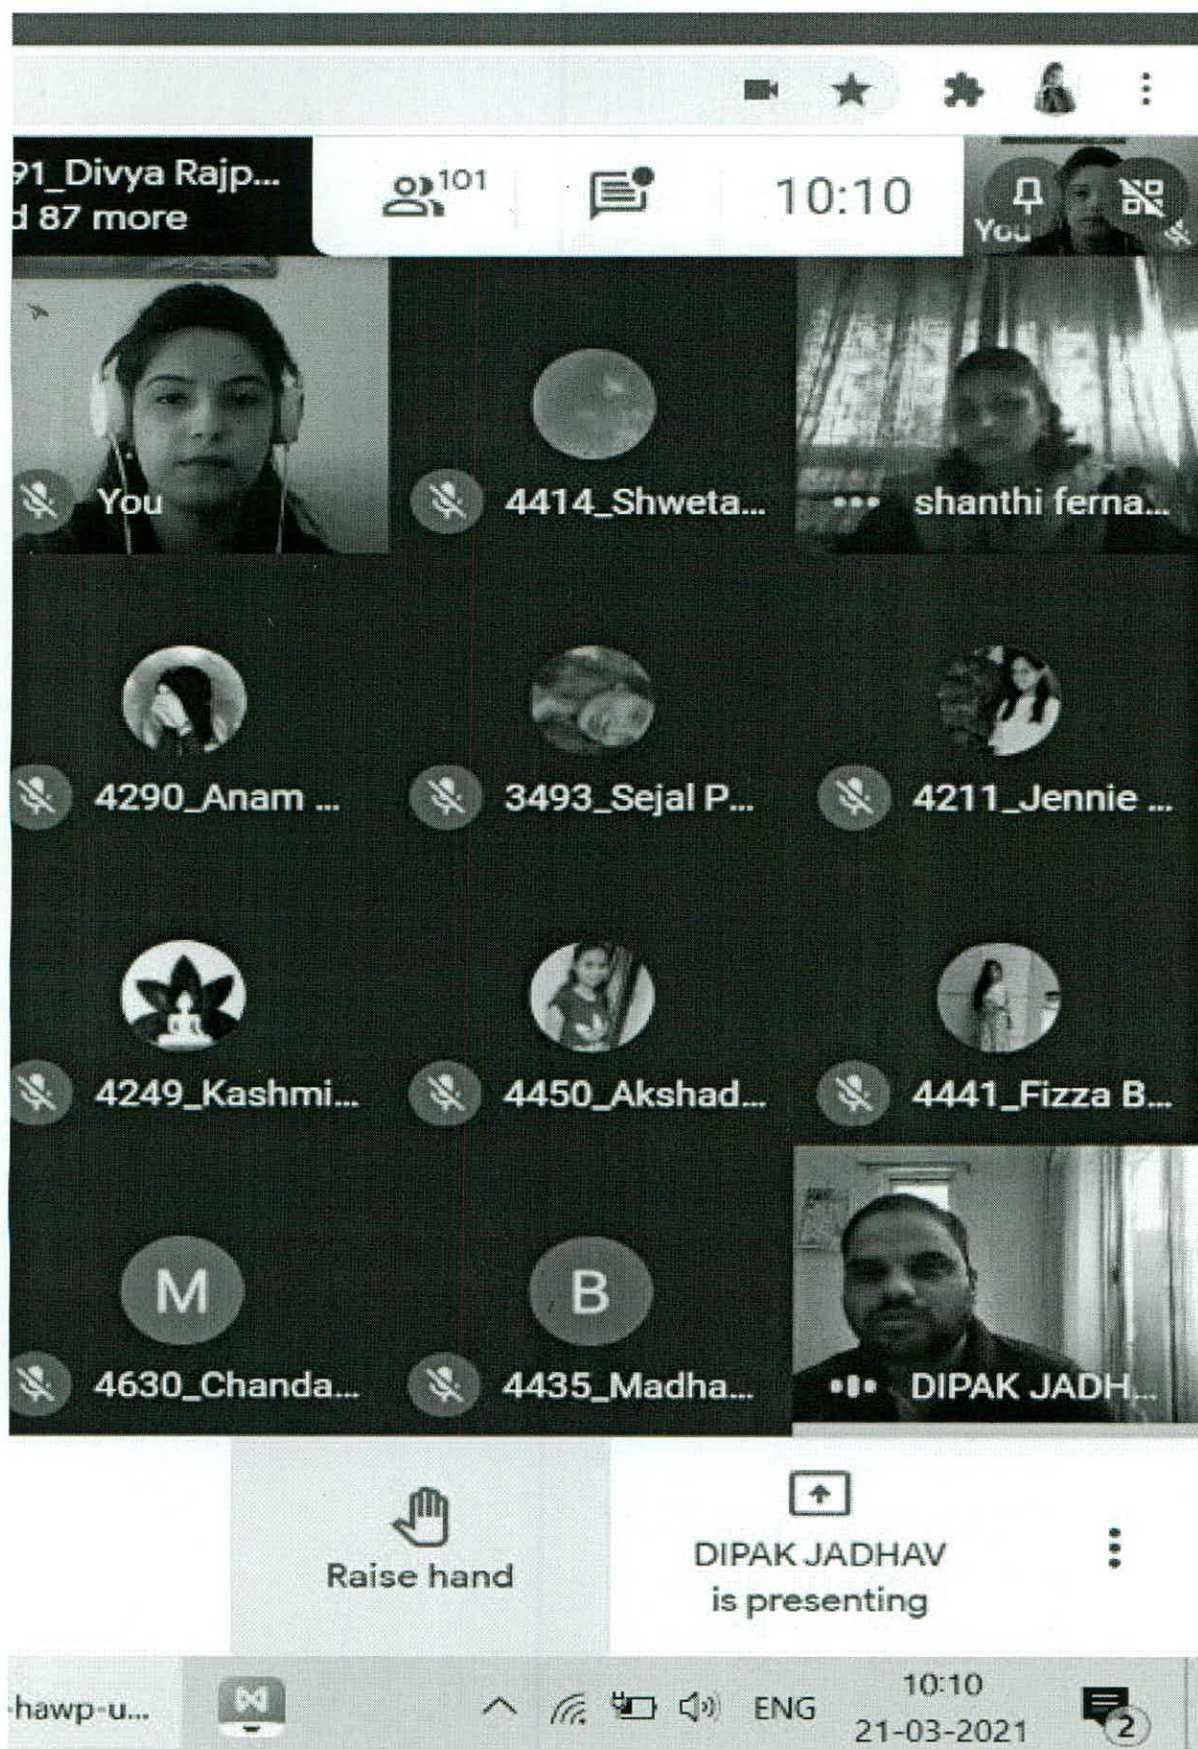 91_Divya Rajp...
d 87 more
101
10:10
You
You
4414_Shweta...
shanthi ferna...
4290_Anam ...
3493_Sejal P...
4211_Jennie ...
4249_Kashmi...
4450_Akshad...
4441_Fizza B...
M
B
4630_Chanda...
4435_Madha...
DIPAK JADH...
Raise hand
DIPAK JADHAV
is presenting
-hawp-u...
ENG
10:10
21-03-2021
2